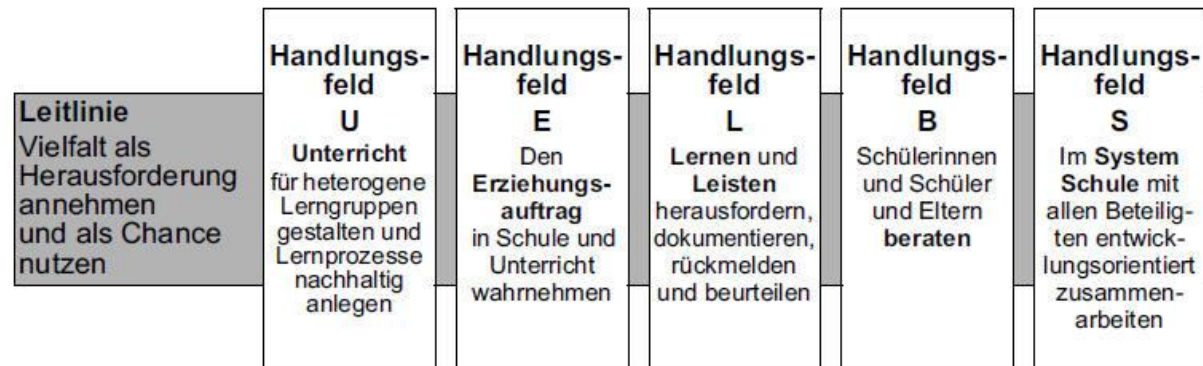 Leitlinie
Vielfalt als
Herausforderung
annehmen
und als Chance
nutzen
Handlungs-
feld
U
Unterricht
für heterogene
Lerngruppen
gestalten und
Lernprozesse
nachhaltig
anlegen
Handlungs-
feld
E
Den
Erziehungs-
auftrag
in Schule und
Unterricht
wahrnehmen
Handlungs-
feld
L
Lernen und
Leisten
herausfordern,
dokumentieren,
rückmelden
und beurteilen
Handlungs-
feld
B
Schülerinnen
und Schüler
und Eltern
beraten
Handlungs-
feld
S
Im System
Schule mit
allen Beteilig-
ten entwick-
lungsorientiert
zusammen-
arbeiten